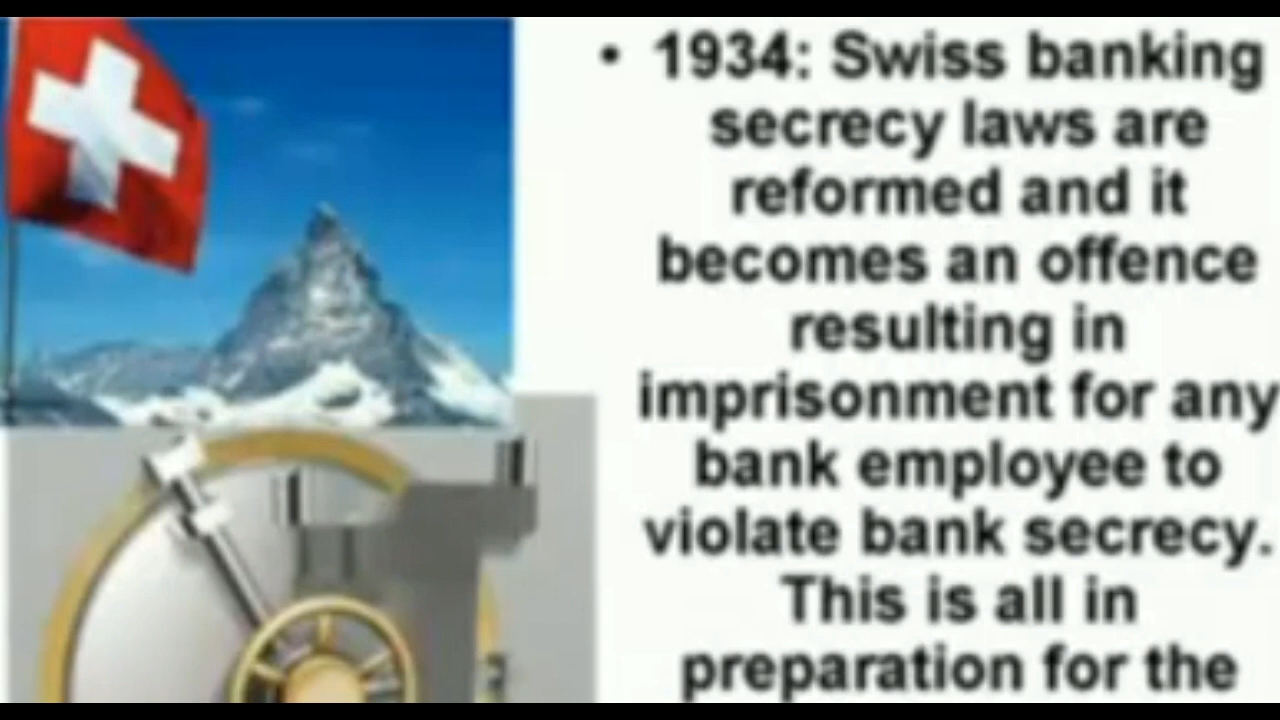 • 1934: Swiss banking
secrecy laws are
reformed and it
becomes an offence
resulting in
imprisonment for any
bank employee to
violate bank secrecy.
This is all in
preparation for the